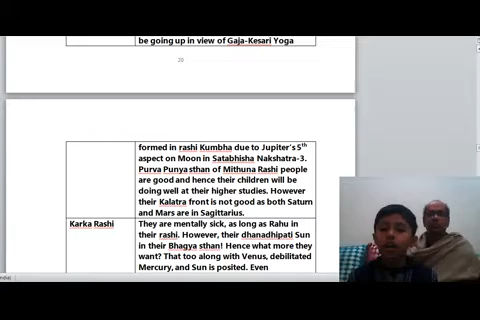 be going up in view of Gaja-Kesari Yoga
20
formed in rashi Kumbha due to Jupiter's 5th
aspect on Moon in Satabhisha Nakshatra-3.
Purva Punyasthan of Mithuna Rashi people
are good and hence their children will be
doing well at their higher studies. However
their Kalatra front is not good as both Saturn
and Mars are in Sagittarius.
Karka Rashi
They are mentally sick, as long as Rahu in
their rashi. However, their dhanadhipati Sun
in their Bhagya sthan! Hence what more they
want? That too along with Venus, debilitated
Mercury, and Sun is posited. Even